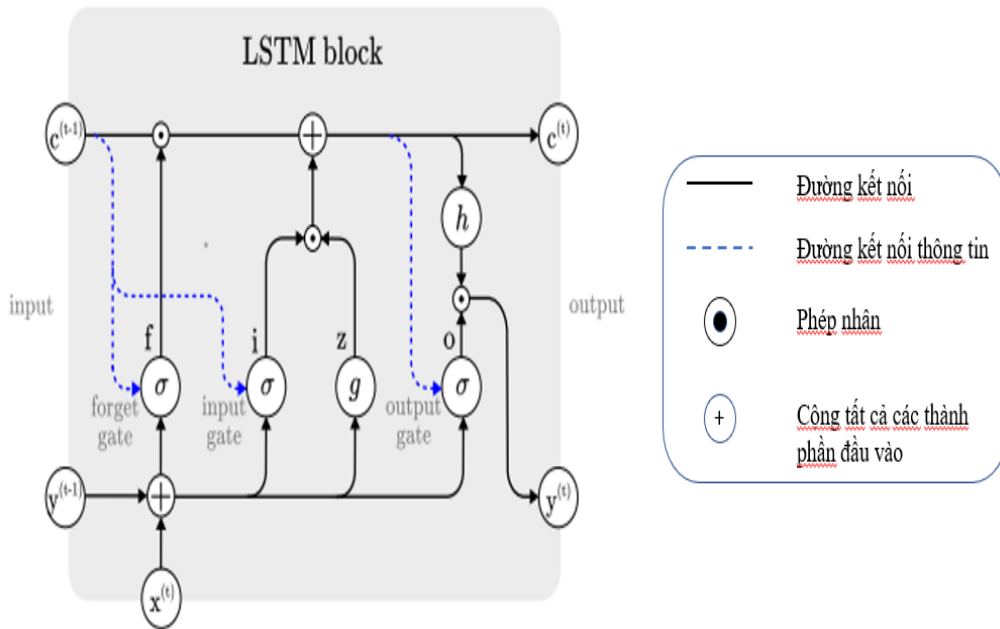 LSTM block
c(t-1)
c(t)
h
input
output
f
i
z
o
σ
σ
g
σ
forget
gate
input
gate
output
gate
y(t-1)
y(t)
x(t)
Đường kết nối
Đường kết nối thông tin
Phép nhân
Công tất cả các thành
phần đầu vào